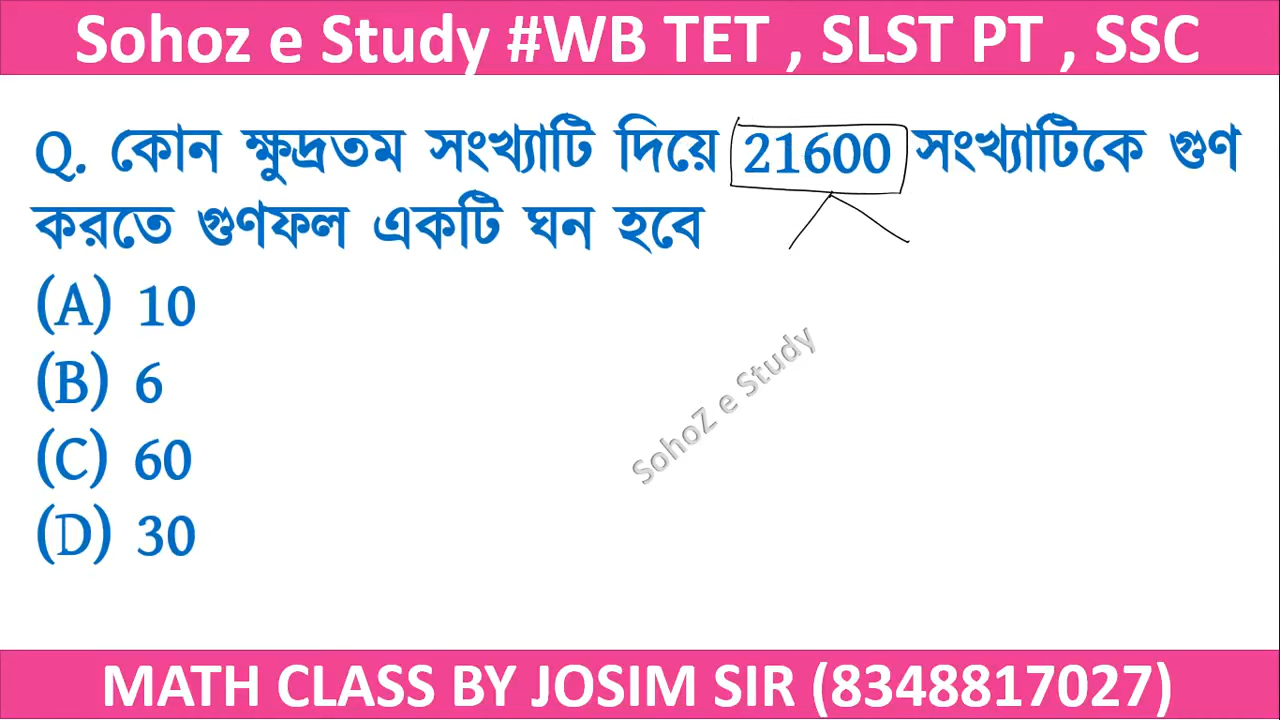 Sohoz e Study #WB TET , SLST PT , SSC
Q. কোন ক্ষুদ্রতম সংখ্যাটি দিয়ে 21600 সংখ্যাটিকে গুণ
করতে গুণফল একটি ঘন হবে
(A) 10
(B) 6
(C) 60
(D) 30
SohoZ e Study
MATH CLASS BY JOSIM SIR (8348817027)